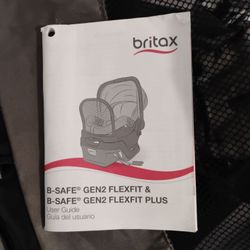 britax
B-SAFE® GEN2 FLEXFIT &
B-SAFE® GEN2 FLEXFIT PLUS
User Guide
Guía del usuario